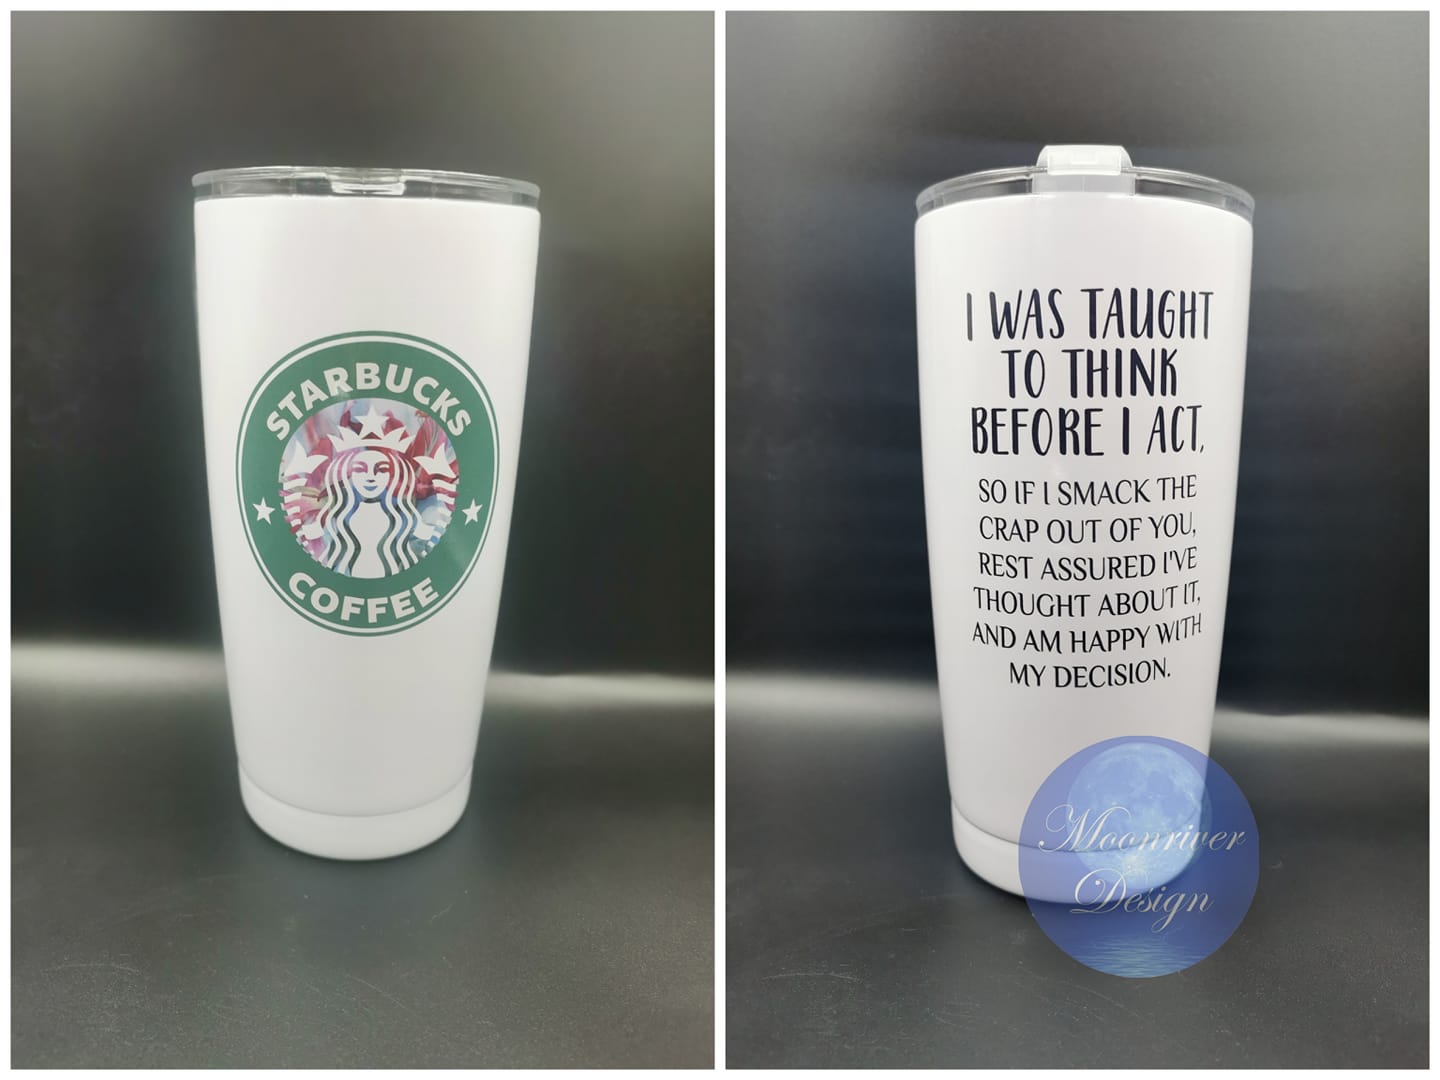 STARBUCKS
COFFEE
I WAS TAUGHT
TO THINK
BEFORE I ACT,
SO IF I SMACK THE
CRAP OUT OF YOU,
REST ASSURED I'VE
THOUGHT ABOUT IT,
AND AM HAPPY WITH
MY DECISION.
Moonriver
Design